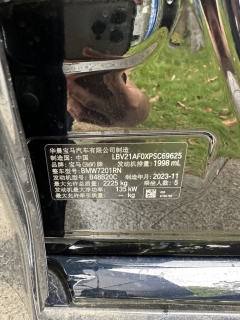 华晨宝马汽车有限公司制造
制造国: 中国 LBV21AF0XPSC69625
品牌: 宝马 牌 发动机排量: 1998 mL
整车型号: BMW7201RN
发动机型号: B48B20C 制造年月: 2023-11
最大允许总质量: 2225 kg 乘坐人数: 5
发动机最大净功率: 135 kW
-- kg